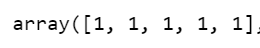 array([1, 1, 1, 1, 1],